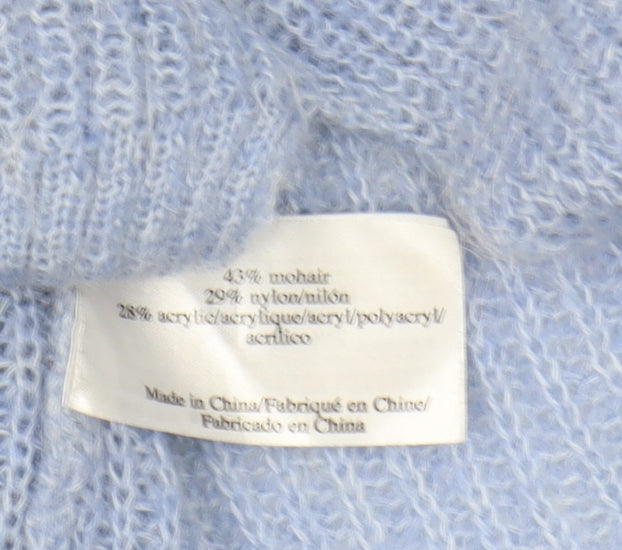 43% mohair
29% nylon/nilón
28% acrylic/acrylique/acryl/polyacryl/
acrílico
Made in China/Fabriqué en Chine/
Fabricado en China